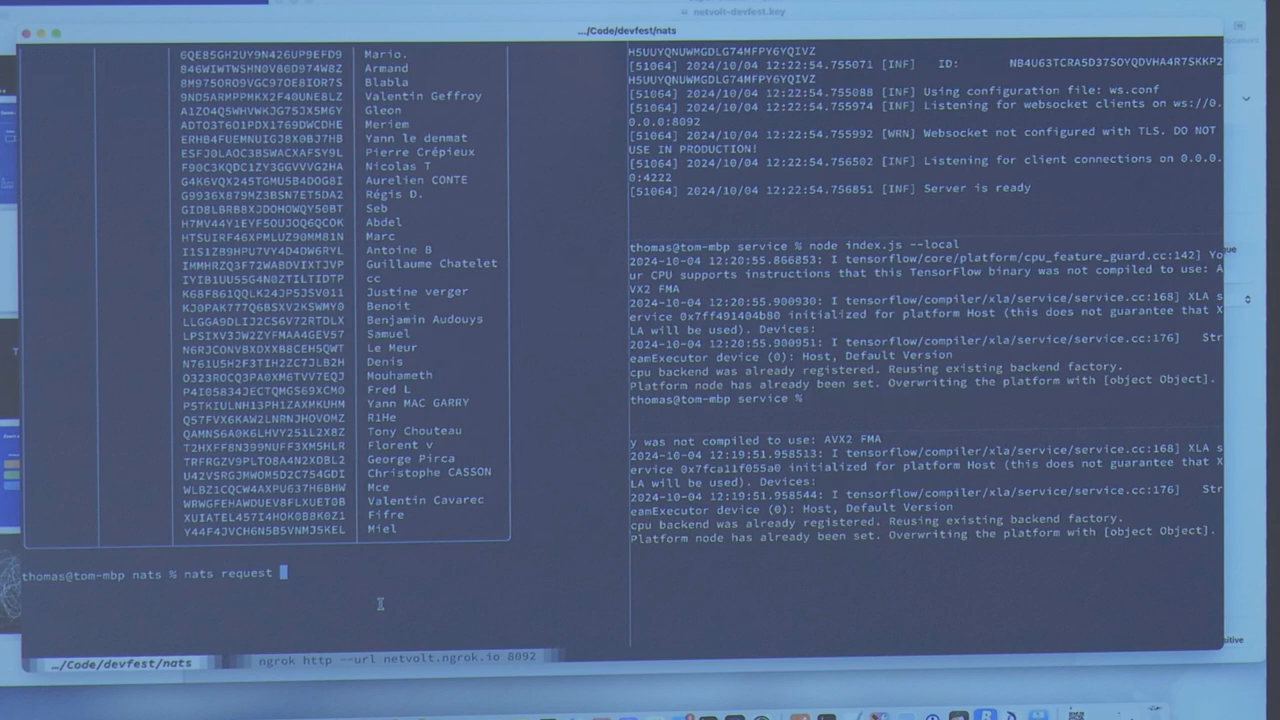 netvolt-devfest.key
.../Code/devfest/nats
6QE85GH2UY9N426UP9EFD9 Mario.
846WIWTWSHN0V80D974W8Z Armand
8M975ORO9VGC97OE8IOR7S Blabla
9ND5ARMPPMKX2F40UNE8LZ Valentin Geffroy
A1ZO4Q5WHVWKJG75JX5M6Y Gleon
ADTO3T6O1PDX1769DWCDHE Meriem
ERHB4FUEMNUIGJ8X0BJ7HB Yann le denmat
ESFJ0LAOC3BSWACXAFSY9L Pierre Crépieux
F90C3KQDC1ZY3GGVVVG2HA Nicolas T
G4K6VQX245TGMU5B4DOG8I Aurelien CONTE
G9936X879MZ3BSN7ET5DA2 Régis D.
GID8LBRB8XJDOHOWQY50BT Seb
H7MV44Y1EYF5OUJOQ6QCOK Abdel
HTSUIRF46XPMLUZ90MM81N Marc
I1S1Z89HPU7VY4D4DW6RYL Antoine B
IMMHRZQ3F72WABDVIXTJVP Guillaume Chatelet
IYIB1UU55G4N0ZTILTIDTP cc
K68FB61QQLK24JP5JSV011 Justine verger
KJ0PAK777Q6BSXV2KSWMY0 Benoit
LLGGA9DLIJ2CS6V72RTDLX Benjamin Audouys
LPSIXV3JW2ZYFMAA4GEV57 Samuel
N6RJCONVBXDXXB8CEH5QWT Le Meur
N761U5H2F3TIH2ZC7JLB2H Denis
O323ROCQ3PA0XM6TVV7EQJ Mouhameth
P4I05834JECTQMGS69XCM0 Fred L
P5TKIULNH13PH1ZAXMKUHM Yann MAC GARRY
Q57FVX6KAW2LNRNJHOVOMZ R1He
QAMNS6A0K6LHVY251L2X8Z Tony Chouteau
T2HXFF8N399NUFF3XM5HLR Florent v
TRFRGZV9PLTO8A4N2XDBL2 George Pirca
U42VSRGJMWOM5D2C754GDI Christophe CASSON
WLBZ1CQCW4AXPU637H6BHW Mce
WRWGFEHAWDUEV8FLXUETOB Valentin Cavarec
XUIATEL457I4HOK0B8K0Z1 Fifre
Y44F4JVCH6N5B5VNMJ5KEL Miel
thomas@tom-mbp nats % nats request
H5UUYQNUWMGDLG74MFPY6YQIVZ
[51064] 2024/10/04 12:22:54.755071 [INF] ID: NB4U63TCRA5D37SOYQDVHA4R7SKKP2
H5UUYQNUWMGDLG74MFPY6YQIVZ
[51064] 2024/10/04 12:22:54.755088 [INF] Using configuration file: ws.conf
[51064] 2024/10/04 12:22:54.755974 [INF] Listening for websocket clients on ws://0.
0.0.0:8092
[51064] 2024/10/04 12:22:54.755992 [WRN] Websocket not configured with TLS. DO NOT
USE IN PRODUCTION!
[51064] 2024/10/04 12:22:54.756502 [INF] Listening for client connections on 0.0.0.
0:4222
[51064] 2024/10/04 12:22:54.756851 [INF] Server is ready
thomas@tom-mbp service % node index.js --local
2024-10-04 12:20:55.866853: I tensorflow/core/platform/cpu_feature_guard.cc:142] Yo
ur CPU supports instructions that this TensorFlow binary was not compiled to use: A
VX2 FMA
2024-10-04 12:20:55.900930: I tensorflow/compiler/xla/service/service.cc:168] XLA s
ervice 0x7ff491404b80 initialized for platform Host (this does not guarantee that X
LA will be used). Devices:
2024-10-04 12:20:55.900951: I tensorflow/compiler/xla/service/service.cc:176] Str
eamExecutor device (0): Host, Default Version
cpu backend was already registered. Reusing existing backend factory.
Platform node has already been set. Overwriting the platform with [object Object].
thomas@tom-mbp service %
y was not compiled to use: AVX2 FMA
2024-10-04 12:19:51.958513: I tensorflow/compiler/xla/service/service.cc:168] XLA s
ervice 0x7fca11f055a0 initialized for platform Host (this does not guarantee that X
LA will be used). Devices:
2024-10-04 12:19:51.958544: I tensorflow/compiler/xla/service/service.cc:176] Str
eamExecutor device (0): Host, Default Version
cpu backend was already registered. Reusing existing backend factory.
Platform node has already been set. Overwriting the platform with [object Object].
.../Code/devfest/nats
ngrok http --url netvolt.ngrok.io 8092